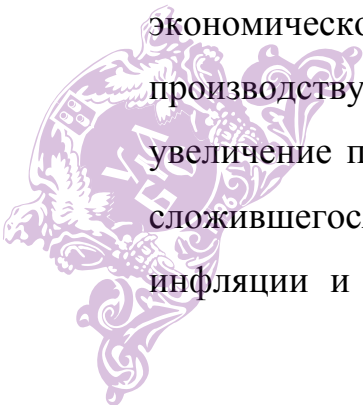 экономическо
производству
увеличение п
сложившегос
инфляции и